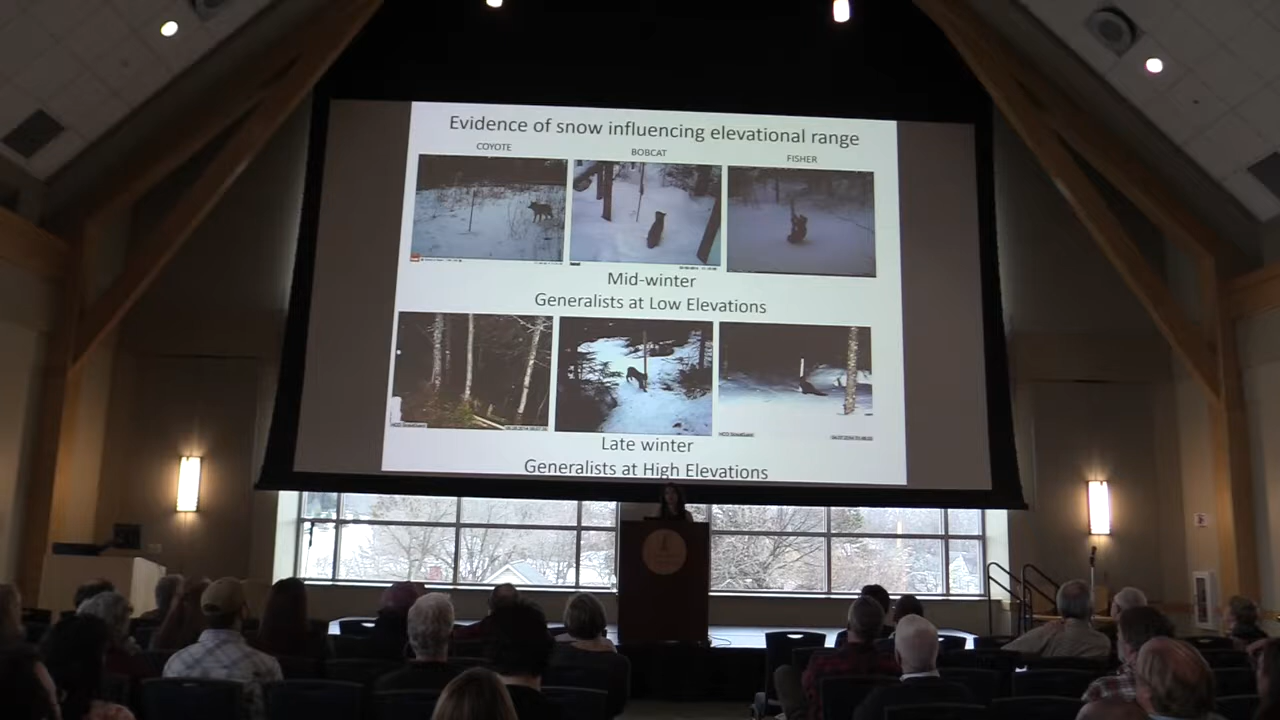 Evidence of snow influencing elevational range
COYOTE
BOBCAT
FISHER
Mid-winter
Generalists at Low Elevations
Late winter
Generalists at High Elevations